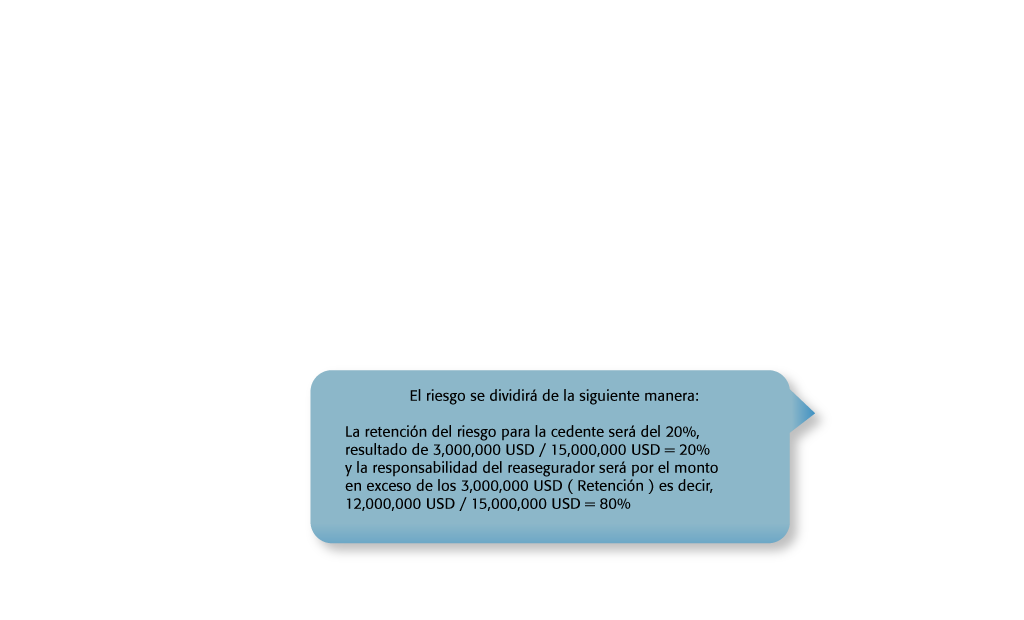 El riesgo se dividirá de la siguiente manera:
La retención del riesgo para la cedente será del 20%,
resultado de 3,000,000 USD / 15,000,000 USD = 20%
y la responsabilidad del reasegurador será por el monto
en exceso de los 3,000,000 USD ( Retención ) es decir,
12,000,000 USD / 15,000,000 USD = 80%